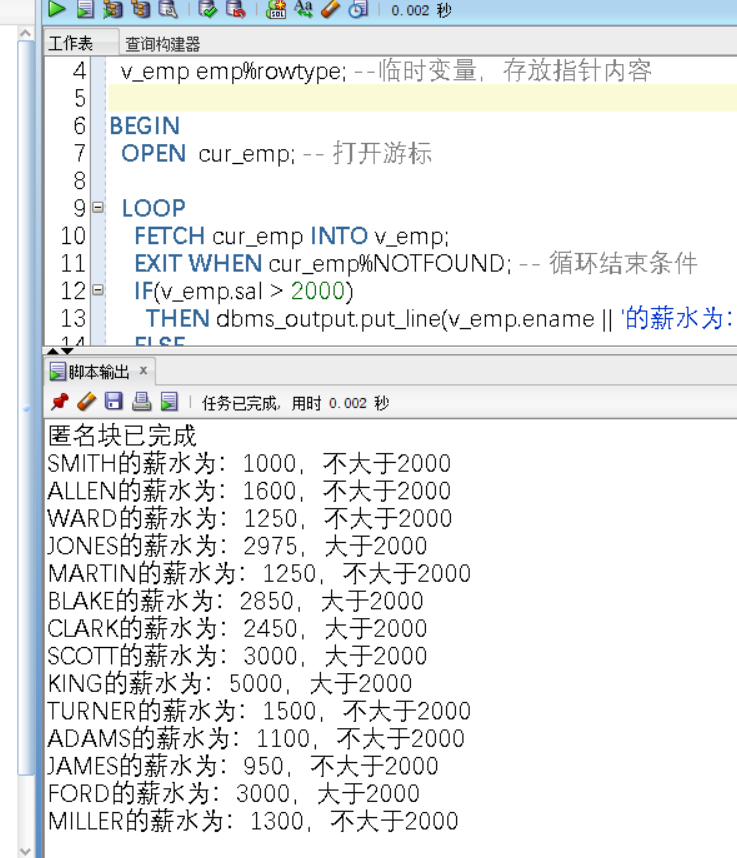 0.002 秒
工作表 查询构建器
4 v_emp emp%rowtype; --临时变量，存放指针内容
5
6 BEGIN
7 OPEN cur_emp; -- 打开游标
8
9 LOOP
10 FETCH cur_emp INTO v_emp;
11 EXIT WHEN cur_emp%NOTFOUND; -- 循环结束条件
12 IF(v_emp.sal > 2000)
13 THEN dbms_output.put_line(v_emp.ename || '的薪水为：
14 ELSE
脚本输出 x
任务已完成，用时 0.002 秒
匿名块已完成
SMITH的薪水为：1000，不大于2000
ALLEN的薪水为：1600，不大于2000
WARD的薪水为：1250，不大于2000
JONES的薪水为：2975，大于2000
MARTIN的薪水为：1250，不大于2000
BLAKE的薪水为：2850，大于2000
CLARK的薪水为：2450，大于2000
SCOTT的薪水为：3000，大于2000
KING的薪水为：5000，大于2000
TURNER的薪水为：1500，不大于2000
ADAMS的薪水为：1100，不大于2000
JAMES的薪水为：950，不大于2000
FORD的薪水为：3000，大于2000
MILLER的薪水为：1300，不大于2000